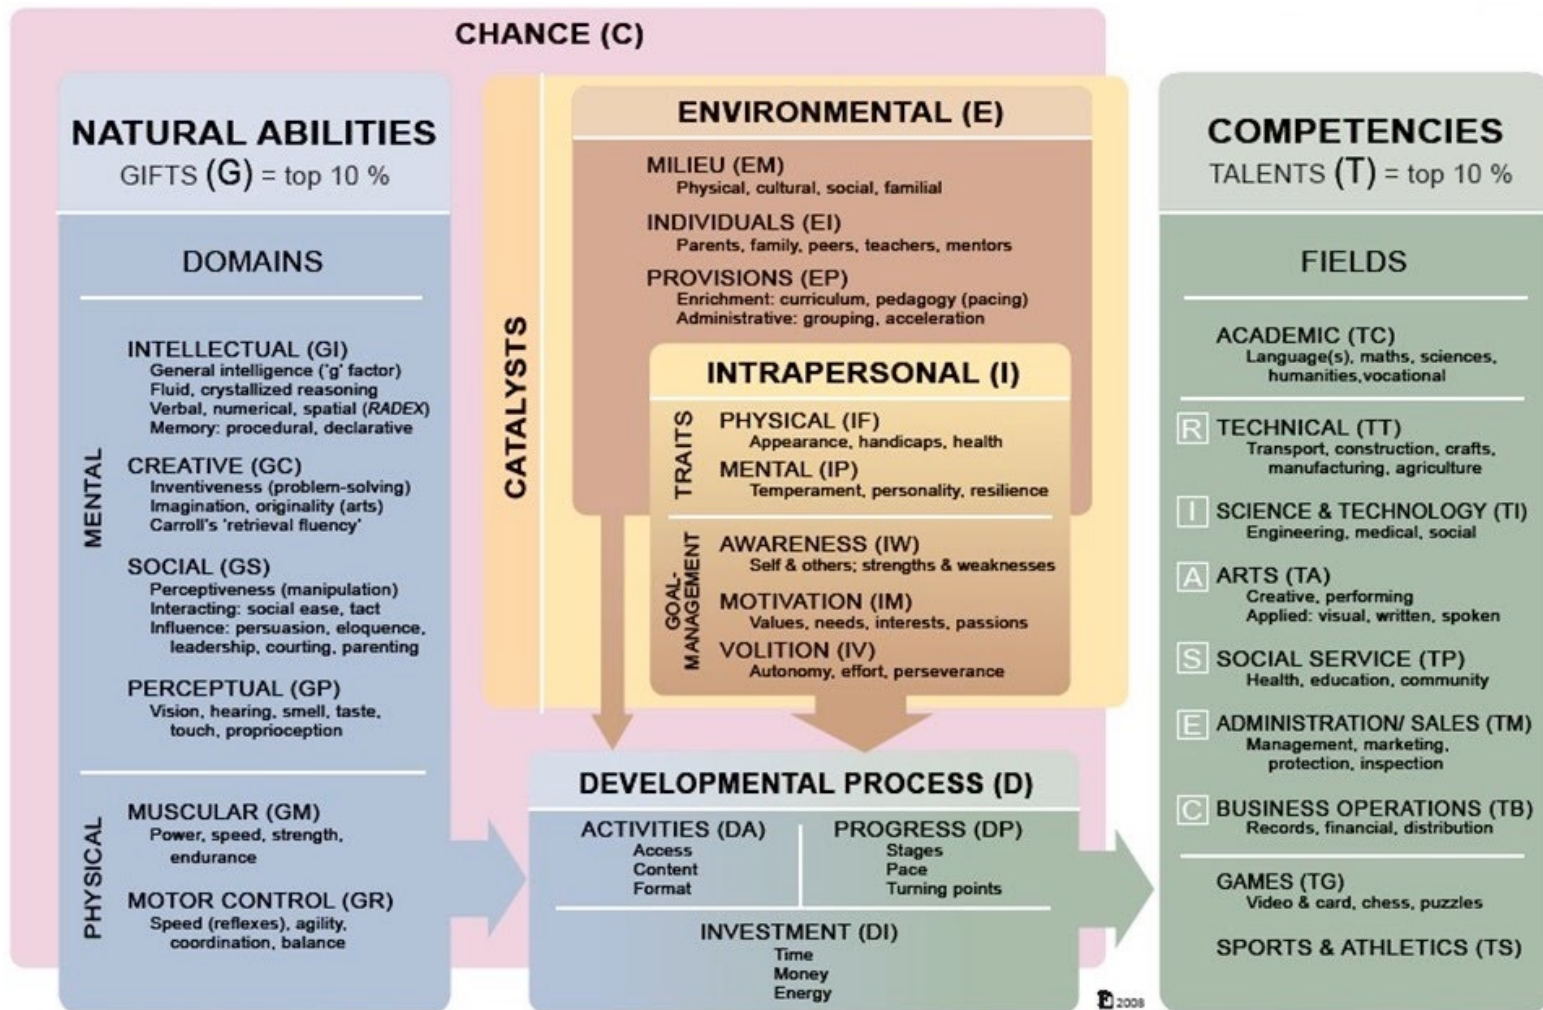 CHANCE (C)
NATURAL ABILITIES
GIFTS (G) = top 10 %
DOMAINS
MENTAL
INTELLECTUAL (GI)
General intelligence ('g' factor)
Fluid, crystallized reasoning
Verbal, numerical, spatial (RADEX)
Memory: procedural, declarative
CREATIVE (GC)
Inventiveness (problem-solving)
Imagination, originality (arts)
Carroll's 'retrieval fluency'
SOCIAL (GS)
Perceptiveness (manipulation)
Interacting: social ease, tact
Influence: persuasion, eloquence,
leadership, courting, parenting
PERCEPTUAL (GP)
Vision, hearing, smell, taste,
touch, proprioception
PHYSICAL
MUSCULAR (GM)
Power, speed, strength,
endurance
MOTOR CONTROL (GR)
Speed (reflexes), agility,
coordination, balance
CATALYSTS
ENVIRONMENTAL (E)
MILIEU (EM)
Physical, cultural, social, familial
INDIVIDUALS (EI)
Parents, family, peers, teachers, mentors
PROVISIONS (EP)
Enrichment: curriculum, pedagogy (pacing)
Administrative: grouping, acceleration
INTRAPERSONAL (I)
TRAITS
PHYSICAL (IF)
Appearance, handicaps, health
MENTAL (IP)
Temperament, personality, resilience
GOAL-
MANAGEMENT
AWARENESS (IW)
Self & others; strengths & weaknesses
MOTIVATION (IM)
Values, needs, interests, passions
VOLITION (IV)
Autonomy, effort, perseverance
DEVELOPMENTAL PROCESS (D)
ACTIVITIES (DA)
Access
Content
Format
PROGRESS (DP)
Stages
Pace
Turning points
INVESTMENT (DI)
Time
Money
Energy
COMPETENCIES
TALENTS (T) = top 10 %
FIELDS
ACADEMIC (TC)
Language(s), maths, sciences,
humanities,vocational
R TECHNICAL (TT)
Transport, construction, crafts,
manufacturing, agriculture
I SCIENCE & TECHNOLOGY (TI)
Engineering, medical, social
A ARTS (TA)
Creative, performing
Applied: visual, written, spoken
S SOCIAL SERVICE (TP)
Health, education, community
E ADMINISTRATION/ SALES (TM)
Management, marketing,
protection, inspection
C BUSINESS OPERATIONS (TB)
Records, financial, distribution
GAMES (TG)
Video & card, chess, puzzles
SPORTS & ATHLETICS (TS)
2008